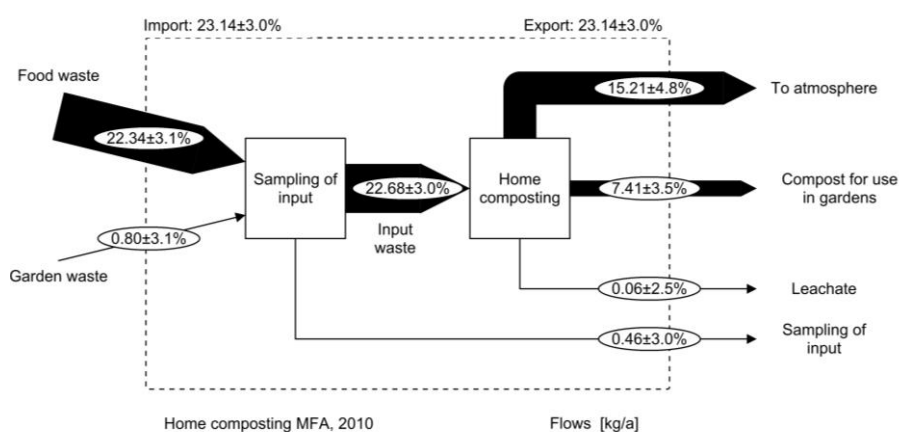 Import: 23.14±3.0%
Export: 23.14±3.0%
Food waste
22.34±3.1%
15.21±4.8%
To atmosphere
Sampling of
input
22.68±3.0%
Input
waste
Home
composting
7.41±3.5%
Compost for use
in gardens
0.80±3.1%
Garden waste
0.06±2.5%
Leachate
0.46±3.0%
Sampling of
input
Home composting MFA, 2010
Flows [kg/a]